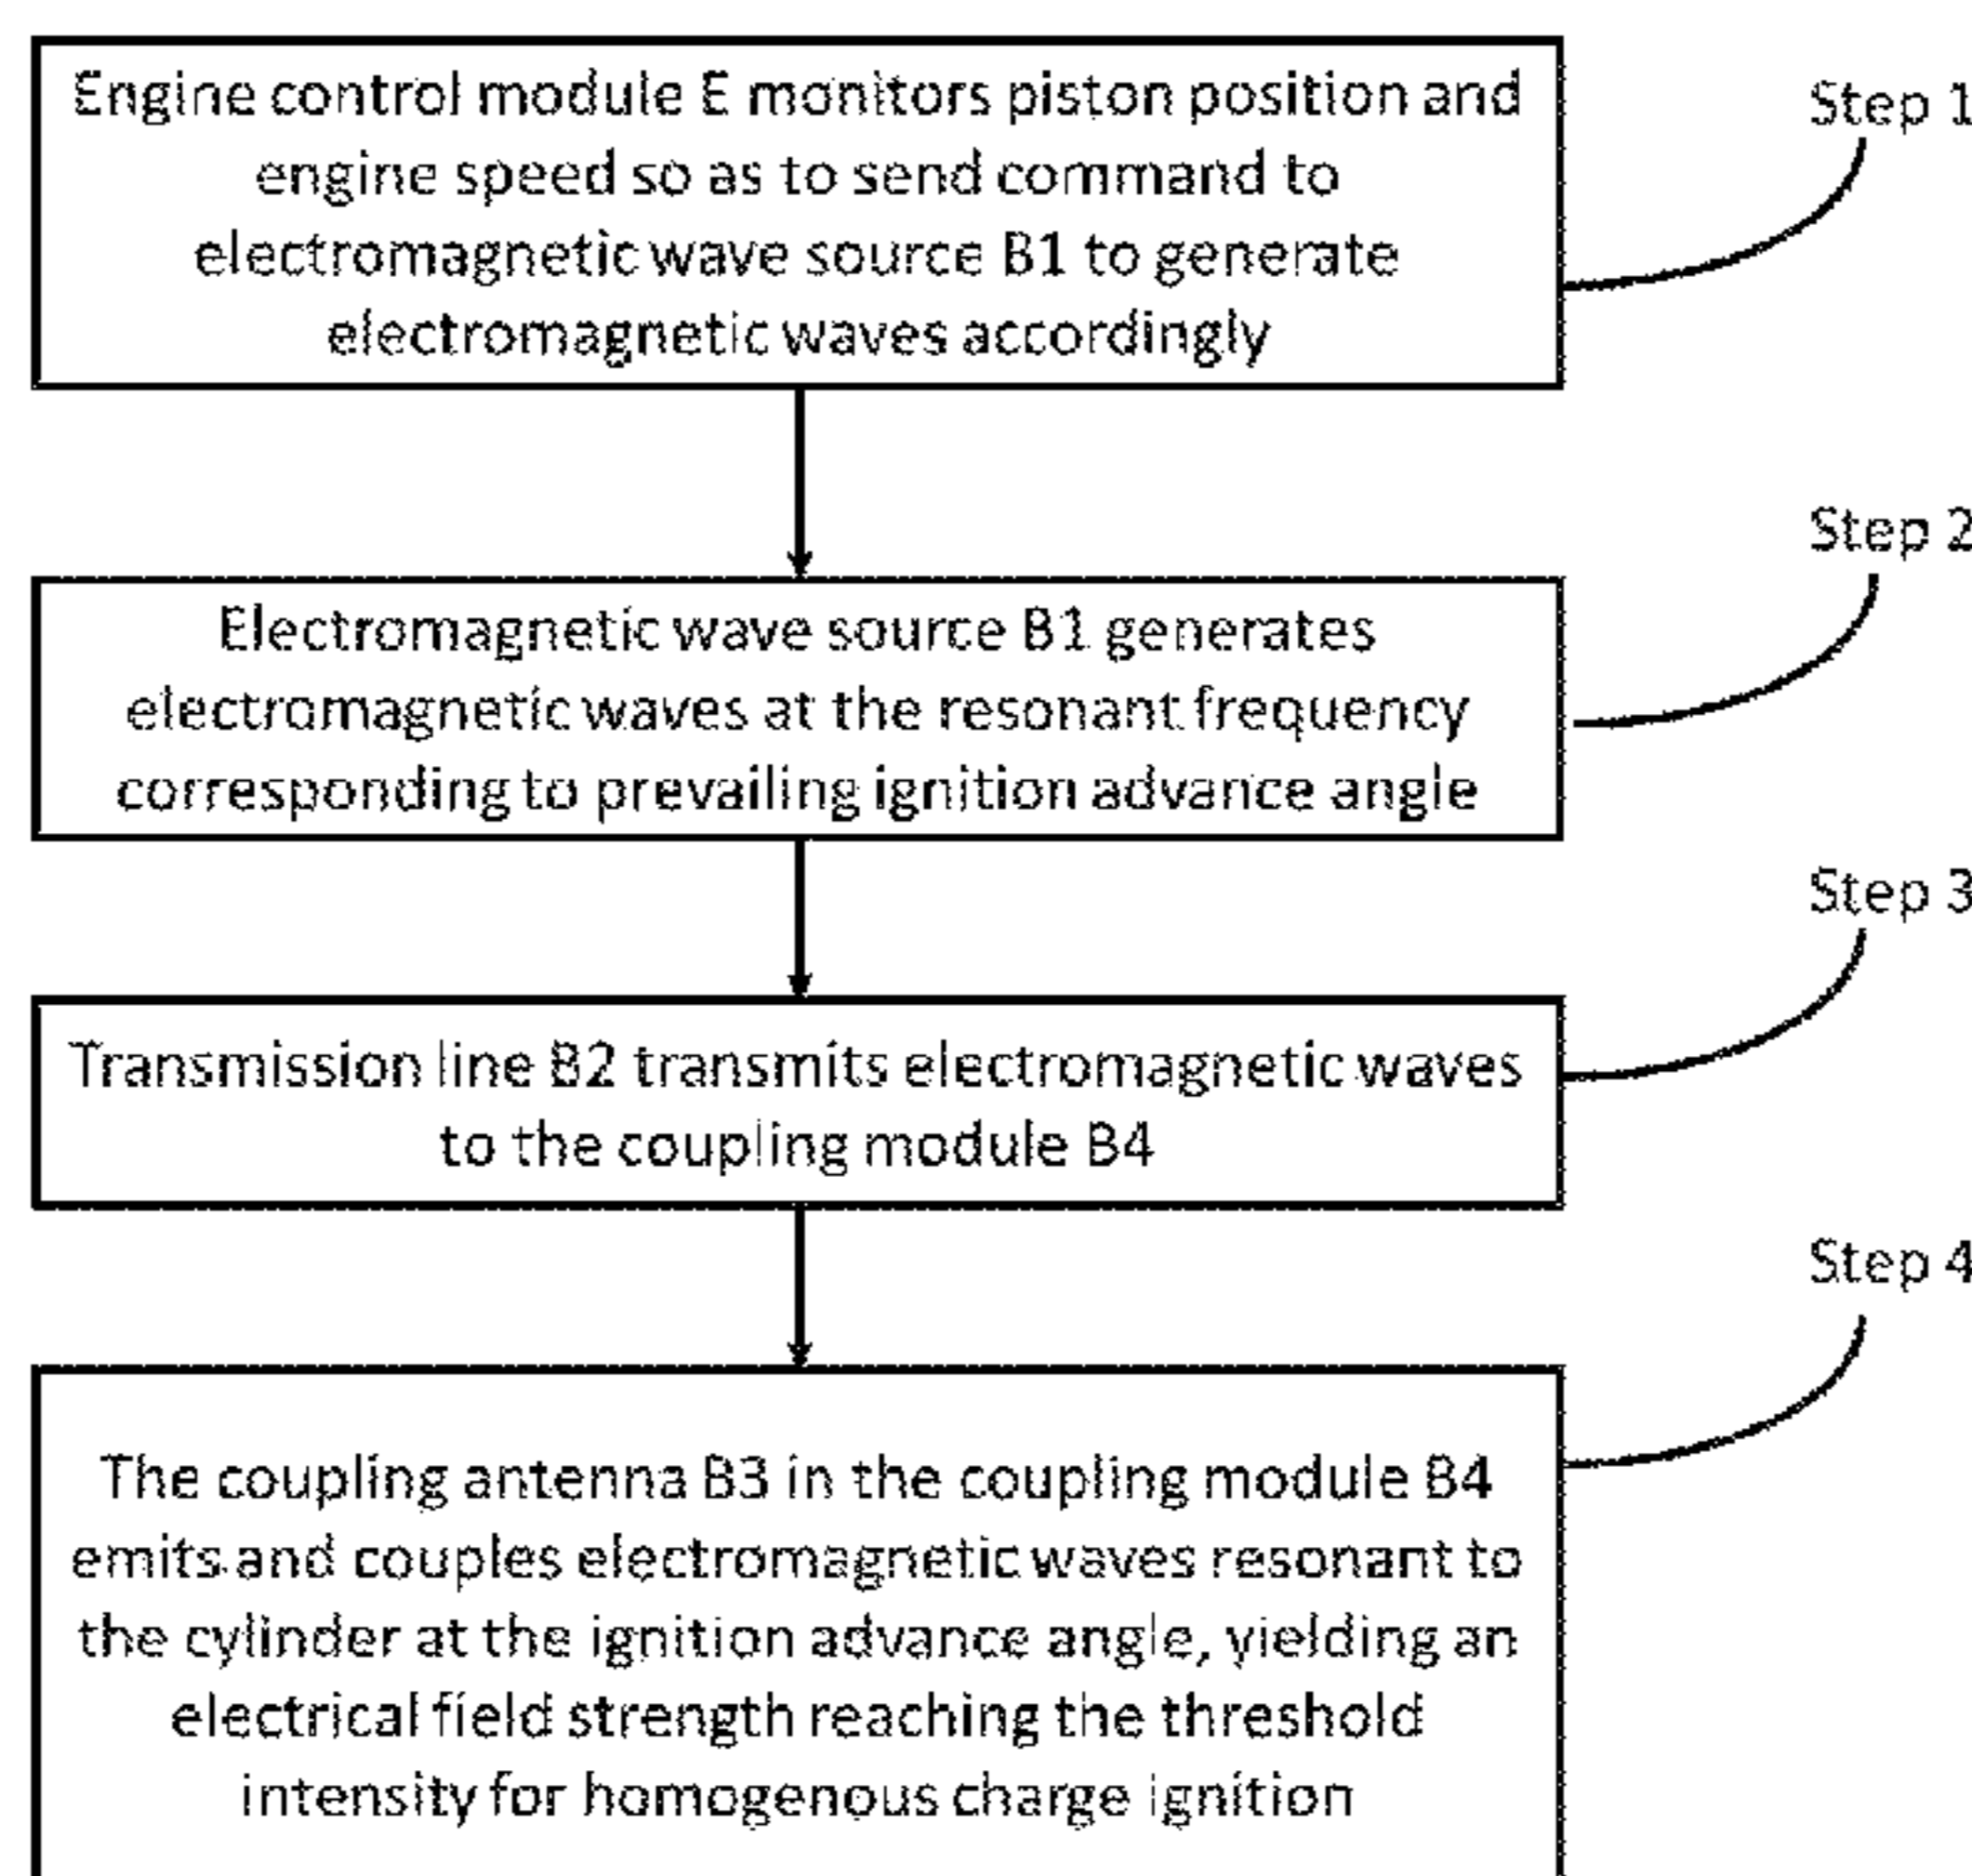 Engine control module E monitors piston position and
engine speed so as to send command to
electromagnetic wave source B1 to generate
electromagnetic waves accordingly
Step 1
Step 2
Electromagnetic wave source B1 generates
electromagnetic waves at the resonant frequency
corresponding to prevailing ignition advance angle
Step 3
Transmission line B2 transmits electromagnetic waves
to the coupling module B4
Step 4
The coupling antenna B3 in the coupling module B4
emits and couples electromagnetic waves resonant to
the cylinder at the ignition advance angle, yielding an
electrical field strength reaching the threshold
intensity for homogenous charge ignition